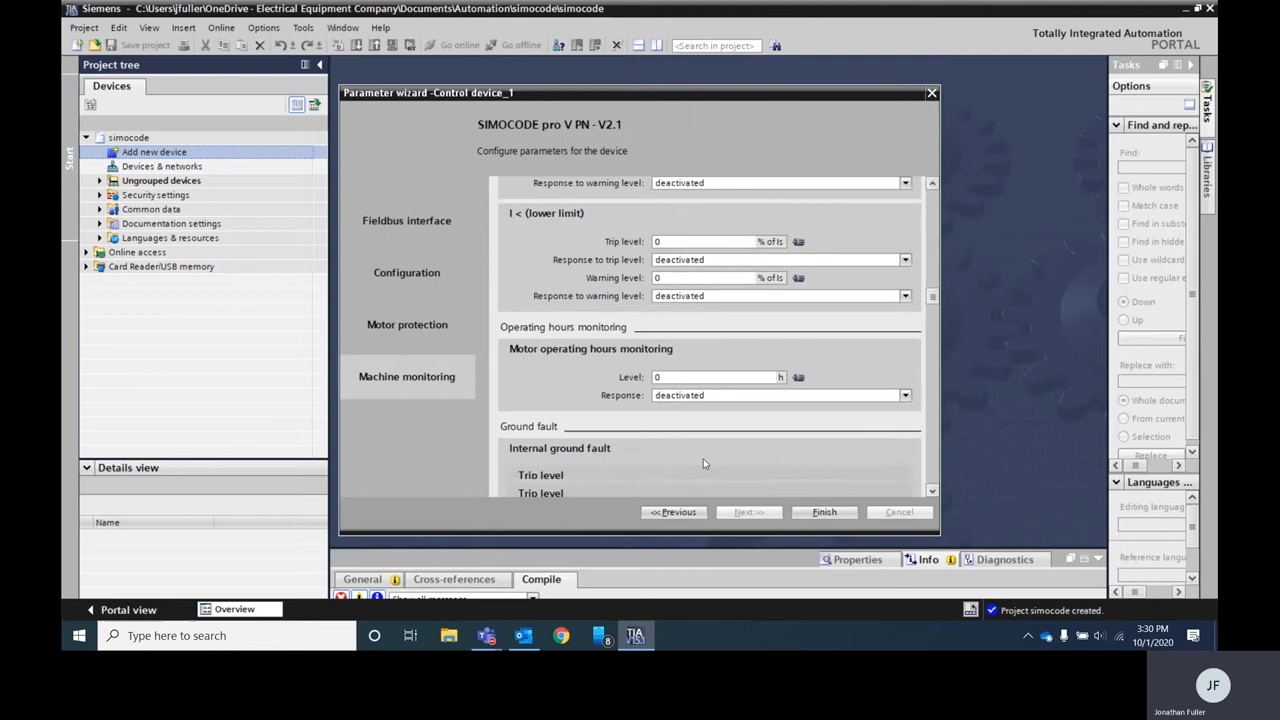 Siemens - C:\Users\jfuller\OneDrive - Electrical Equipment Company\Documents\Automation\simocode\simocode
Project Edit View Insert Online Options Tools Window Help
Totally Integrated Automation
PORTAL
Save project
Go online
Go offline
<Search in project>
Project tree
Devices
simocode
Add new device
Devices & networks
Ungrouped devices
Security settings
Common data
Documentation settings
Languages & resources
Online access
Card Reader/USB memory
Start
Details view
Name
Parameter wizard -Control device_1
SIMOCODE pro V PN - V2.1
Configure parameters for the device
Fieldbus interface
Configuration
Motor protection
Machine monitoring
Response to warning level: deactivated
I < (lower limit)
Trip level: 0 % of Is
Response to trip level: deactivated
Warning level: 0 % of Is
Response to warning level: deactivated
Operating hours monitoring
Motor operating hours monitoring
Level: 0 h
Response: deactivated
Ground fault
Internal ground fault
Trip level
Trip level
<< Previous
Next >>
Finish
Cancel
Tasks
Options
Find and rep...
Find:
Whole words
Match case
Find in subst
Find in hidde
Use wildcard
Use regular e
Down
Up
Fi
Replace with:
Whole docum
From current
Selection
Replace
Languages ...
Editing languag
Reference langu
Tasks
Libraries
Properties
Info
Diagnostics
General
Cross-references
Compile
Portal view
Overview
Project simocode created.
Type here to search
8
TIA
V15.1
3:30 PM
10/1/2020
JF
Jonathan Fuller